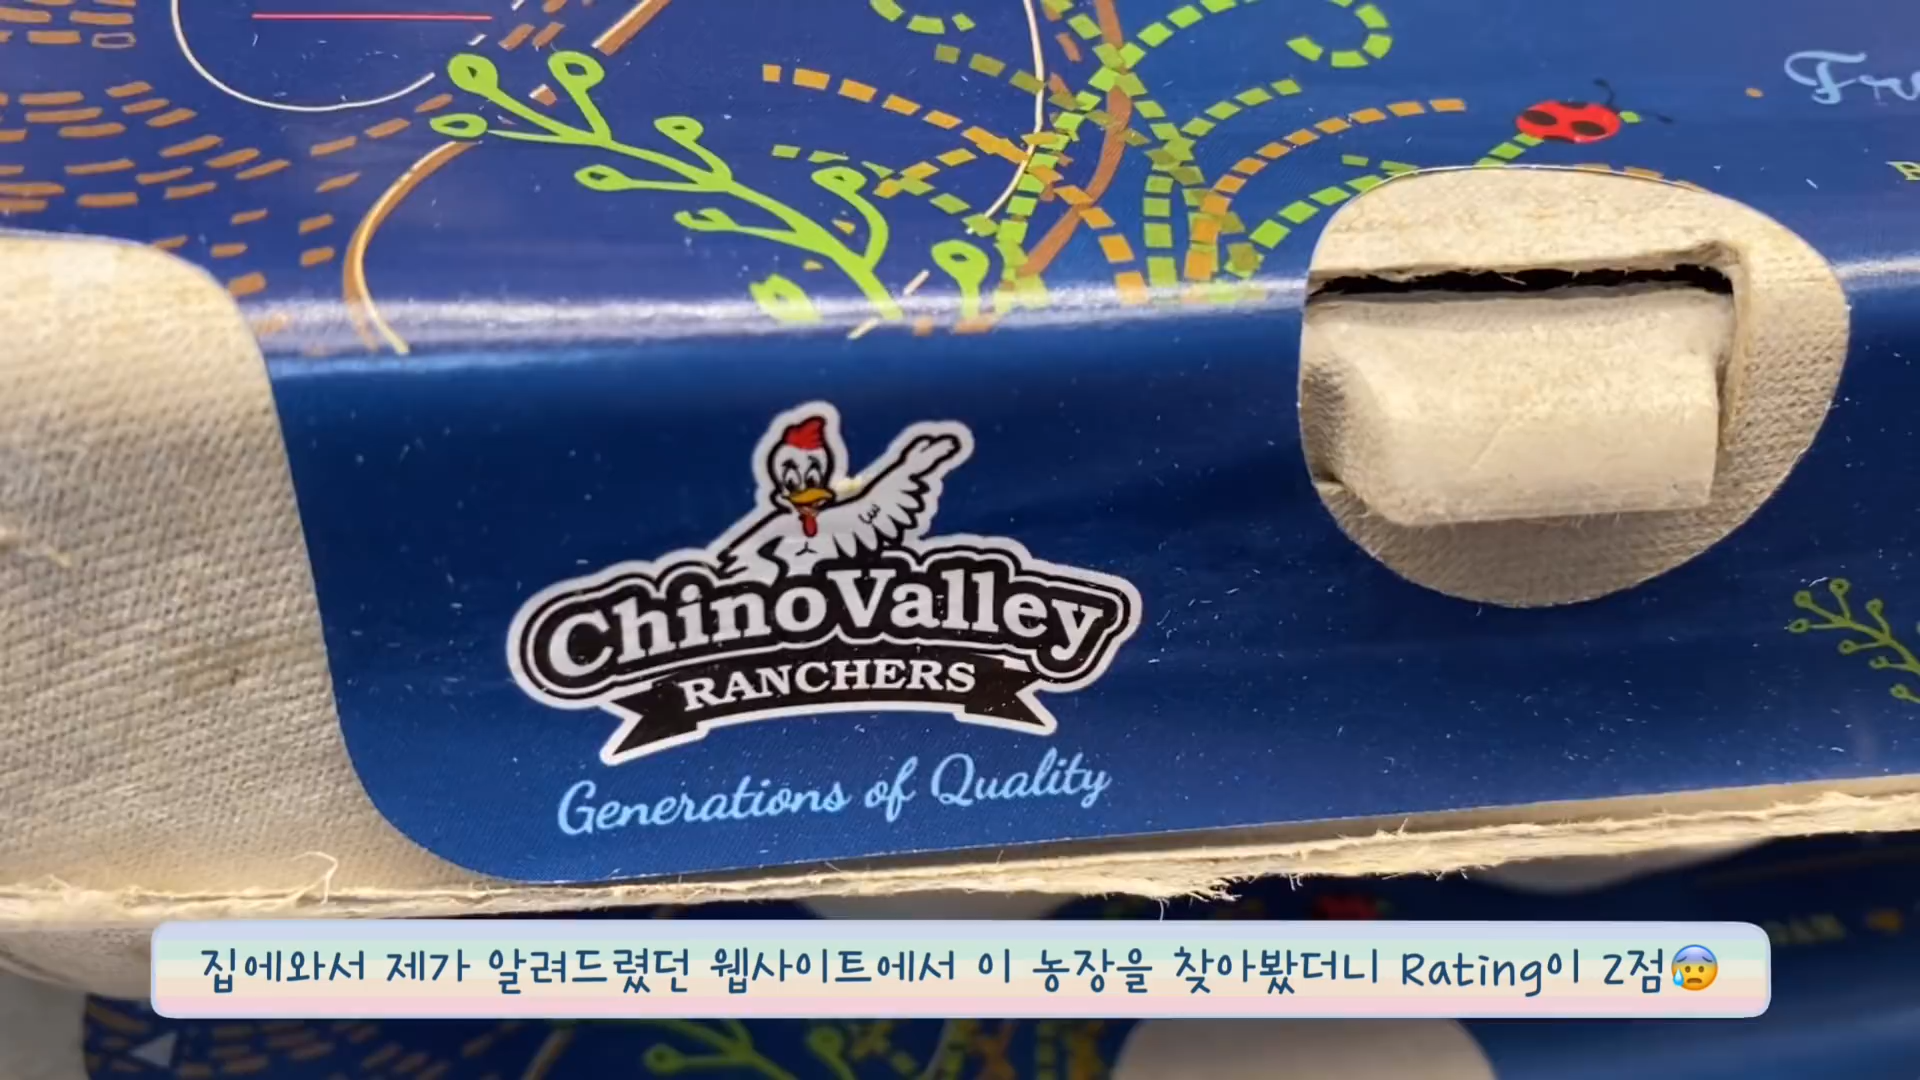 ChinoValley
RANCHERS
Generations of Quality
집에와서 제가 알려드렸던 웹사이트에서 이 농장을 찾아봤더니 Rating이 2점😰